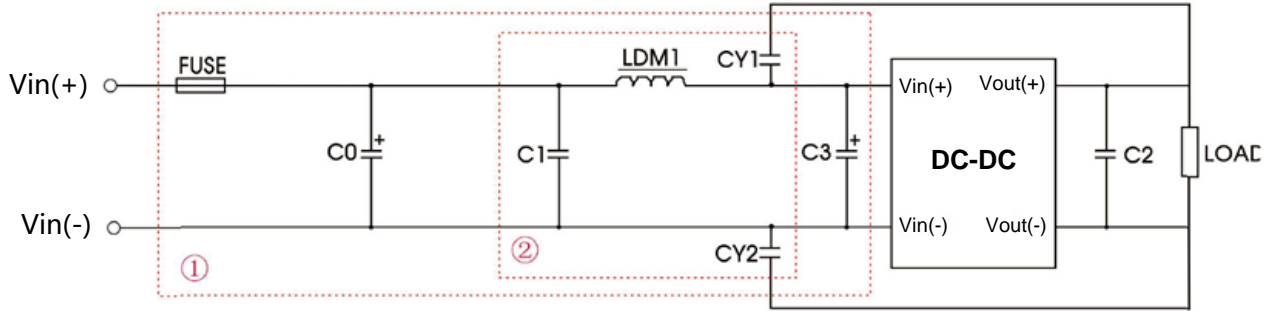 FUSE
LDM1
CY1
Vin(+)
Vin(+)
Vout(+)
C0
+
C1
C3
+
DC-DC
C2
LOAD
Vin(-)
Vin(-)
Vout(-)
①
②
CY2